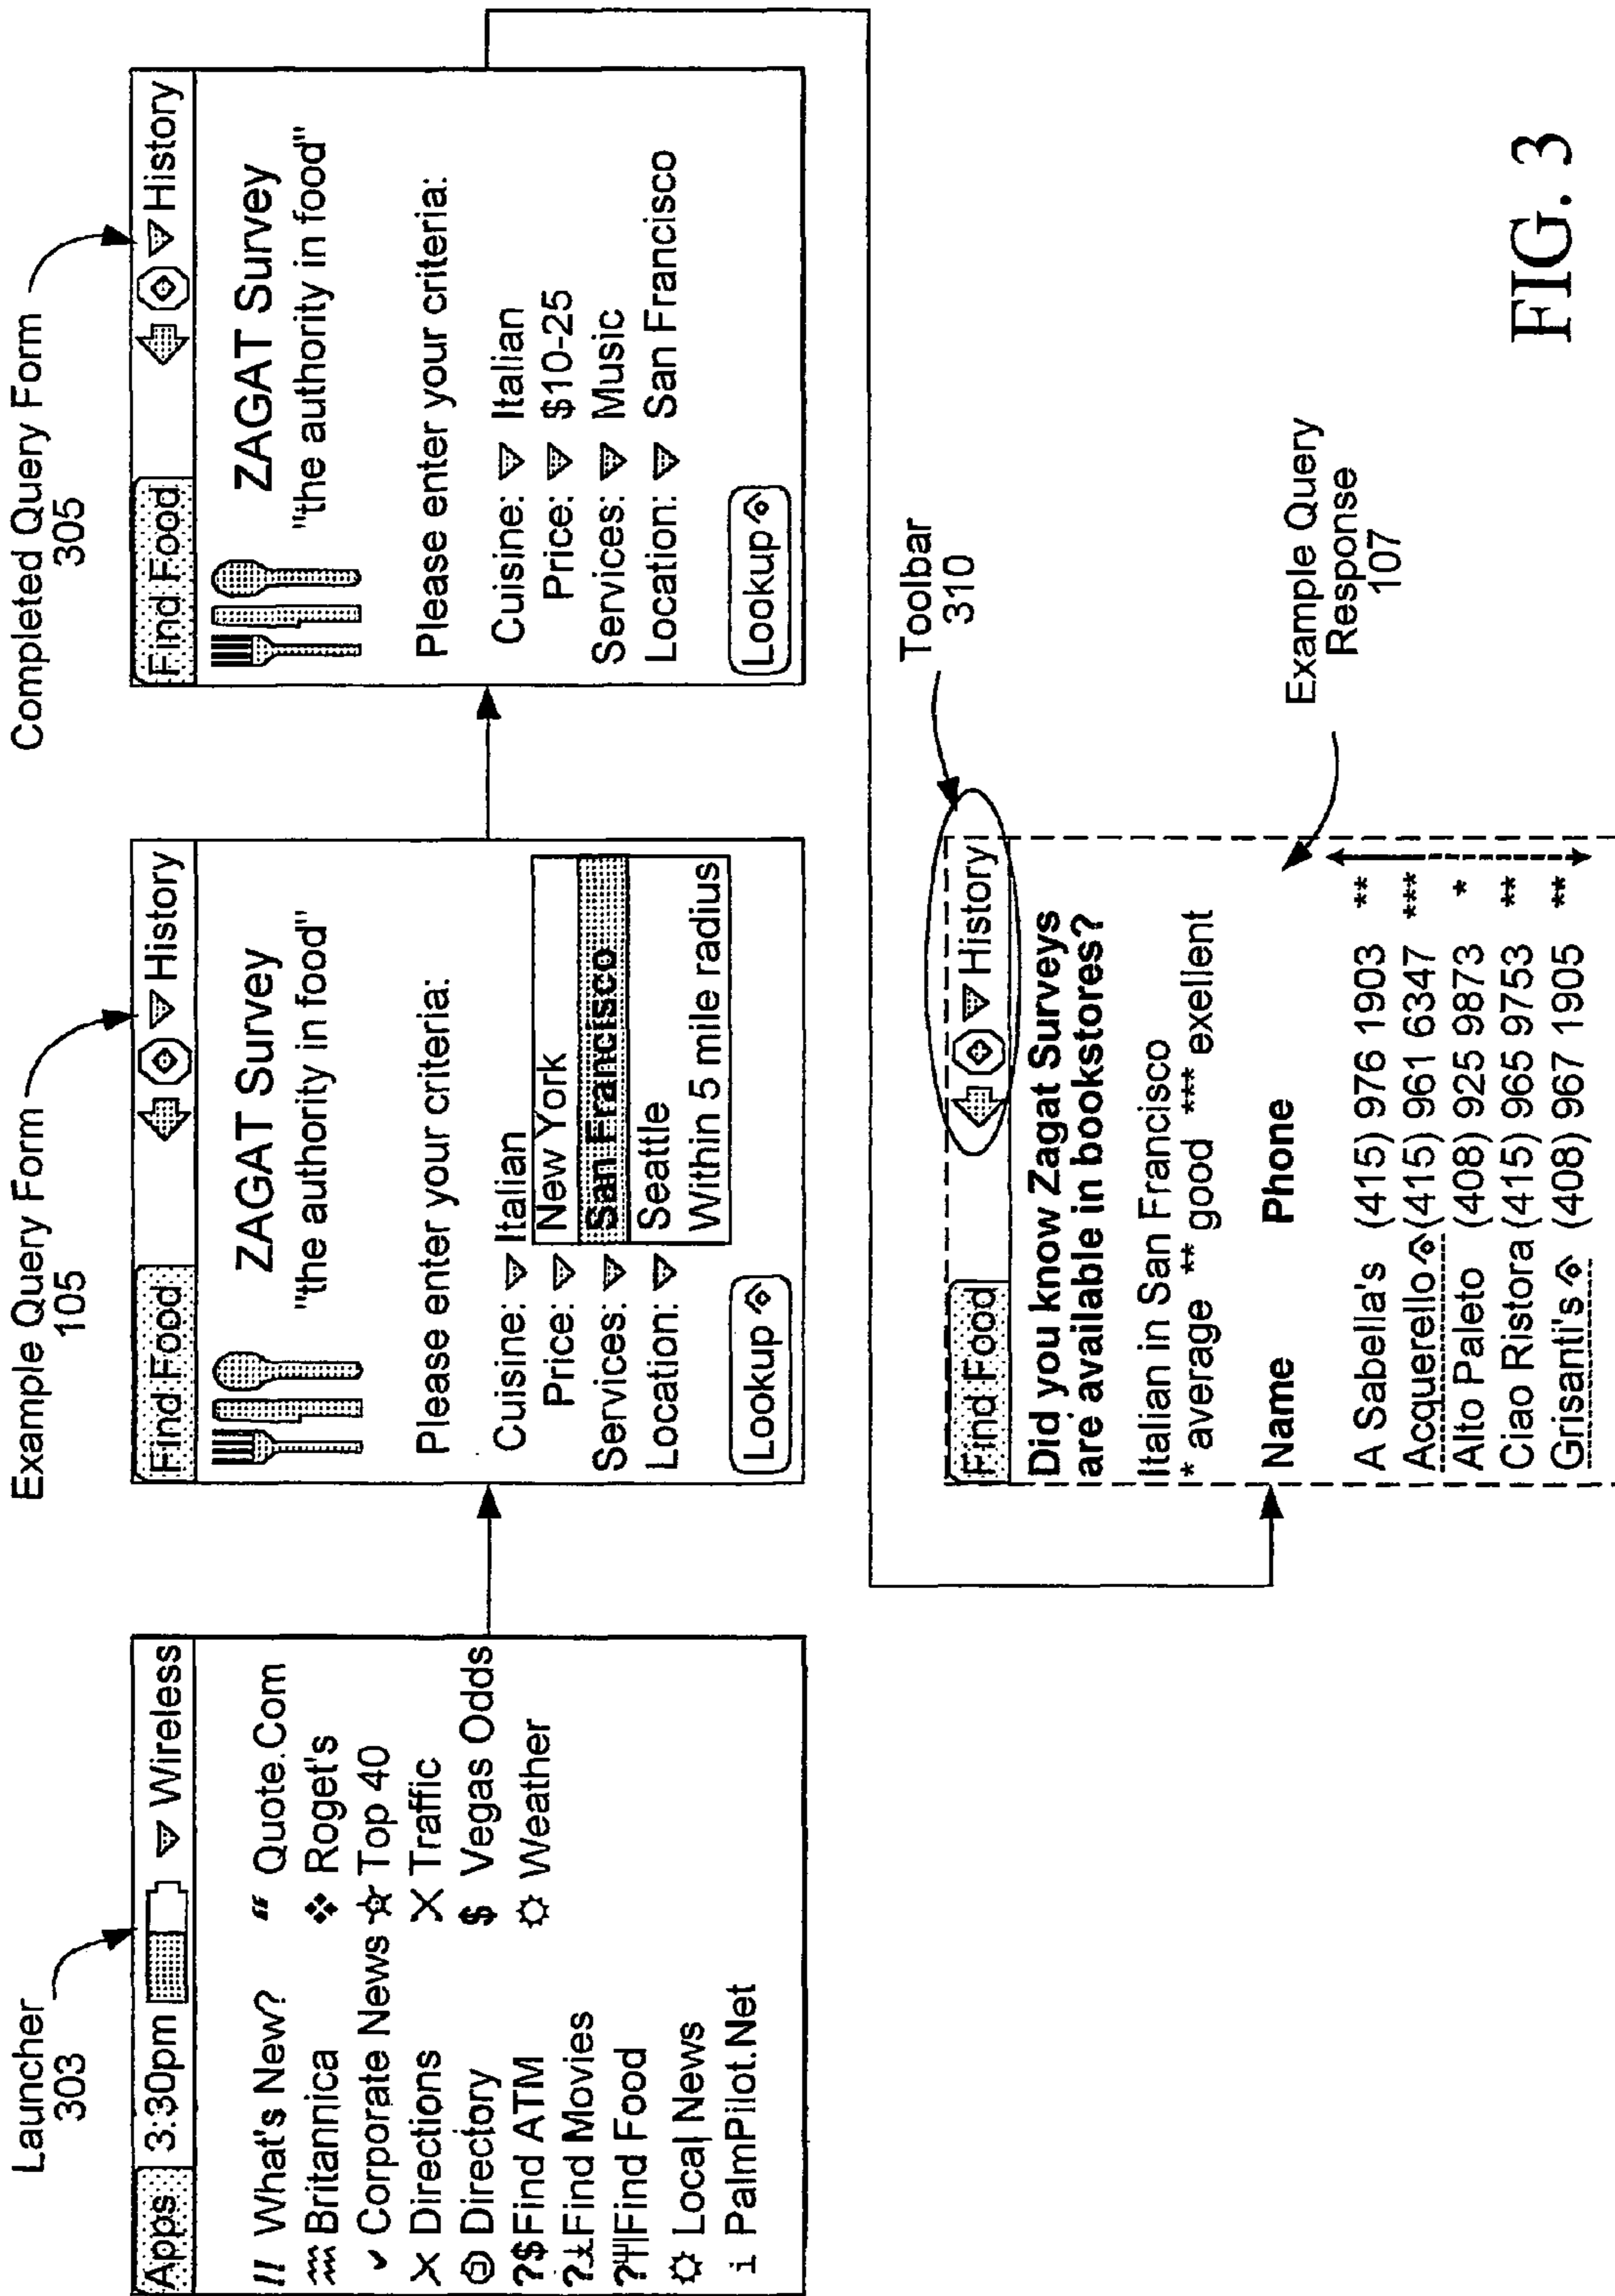 Launcher
303
Apps 3:30pm Wireless
What's New?
Britannica
Corporate News
Directions
Directory
?$Find ATM
?Find Movies
?Find Food
Local News
i PalmPilot.Net
“ Quote.Com
Roget's
Top 40
Traffic
$ Vegas Odds
Weather
Example Query Form
105
Find Food History
ZAGAT Survey
"the authority in food"
Please enter your criteria:
Cuisine: Italian
Price:
Services:
Location:
New York
San Francisco
Seattle
Within 5 mile radius
Lookup
Completed Query Form
305
Find Food History
ZAGAT Survey
"the authority in food"
Please enter your criteria:
Cuisine: Italian
Price: $10-25
Services: Music
Location: San Francisco
Lookup
Toolbar
310
Find Food History
Did you know Zagat Surveys
are available in bookstores?
Italian in San Francisco
* average ** good *** exellent
Name Phone
A Sabella's (415) 976 1903 **
Acquerello (415) 961 6347 ***
Alto Paleto (408) 925 9873 *
Ciao Ristora (415) 965 9753 **
Grisanti's (408) 967 1905 **
Example Query
Response
107
FIG. 3